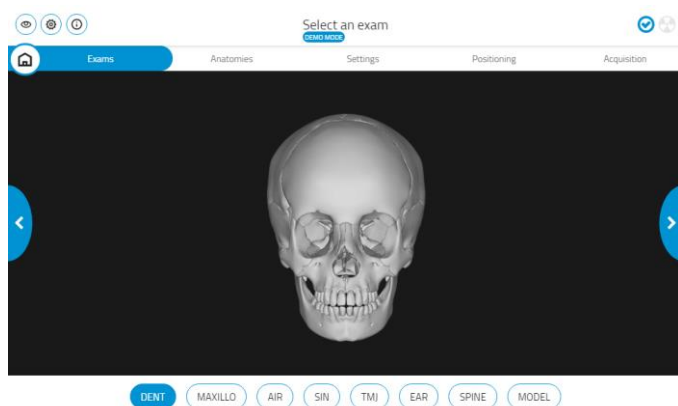 Select an exam
DEMO MODE
Exams Anatomies Settings Positioning Acquisition
DENT MAXILLO AIR SIN TMJ EAR SPINE MODEL